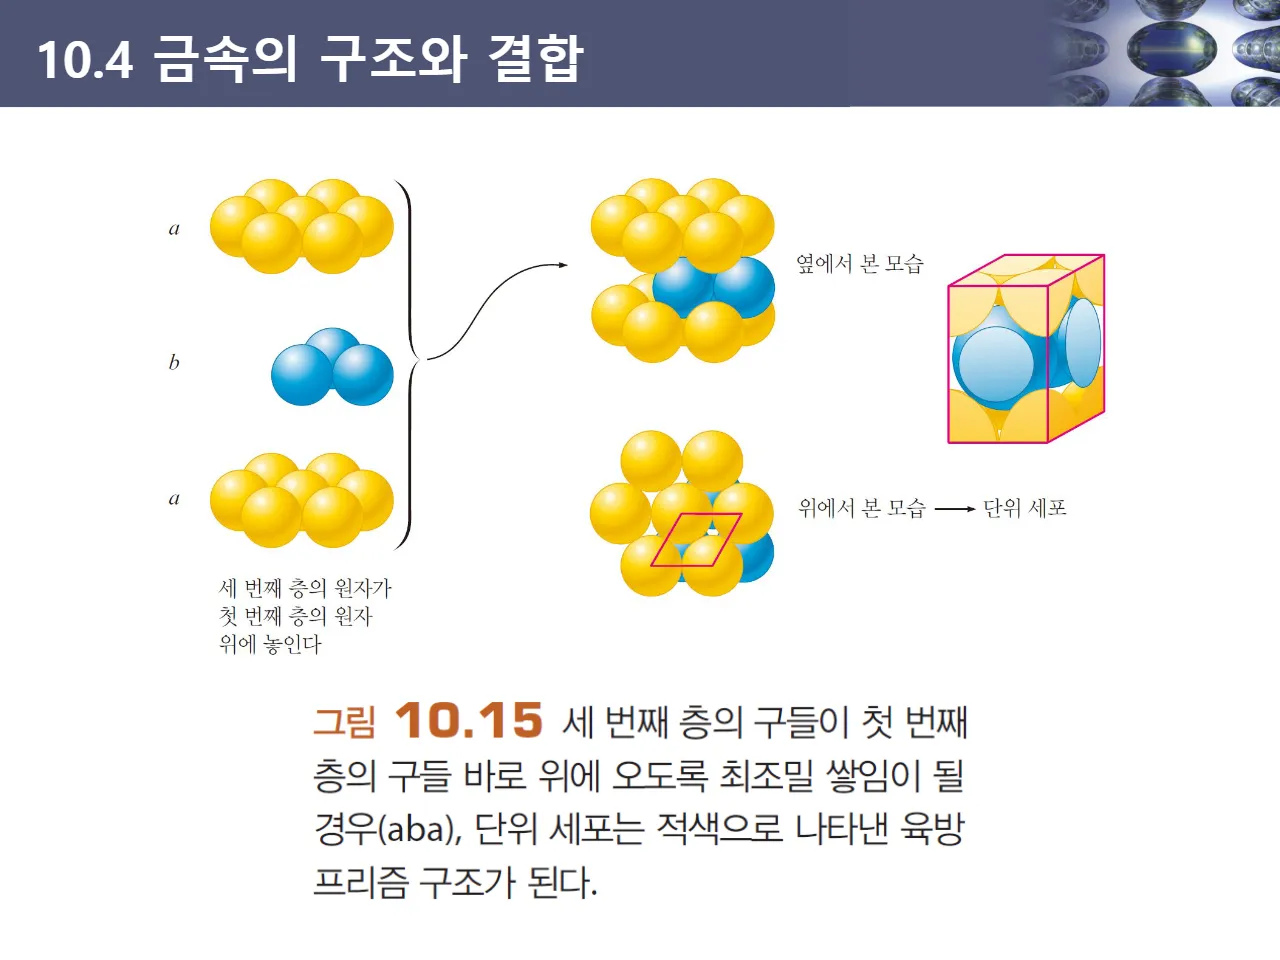 10.4 금속의 구조와 결합
a
b
a
세 번째 층의 원자가
첫 번째 층의 원자
위에 놓인다
옆에서 본 모습
위에서 본 모습
단위 세포
그림 10.15 세 번째 층의 구들이 첫 번째
층의 구들 바로 위에 오도록 최조밀 쌓임이 될
경우(aba), 단위 세포는 적색으로 나타낸 육방
프리즘 구조가 된다.